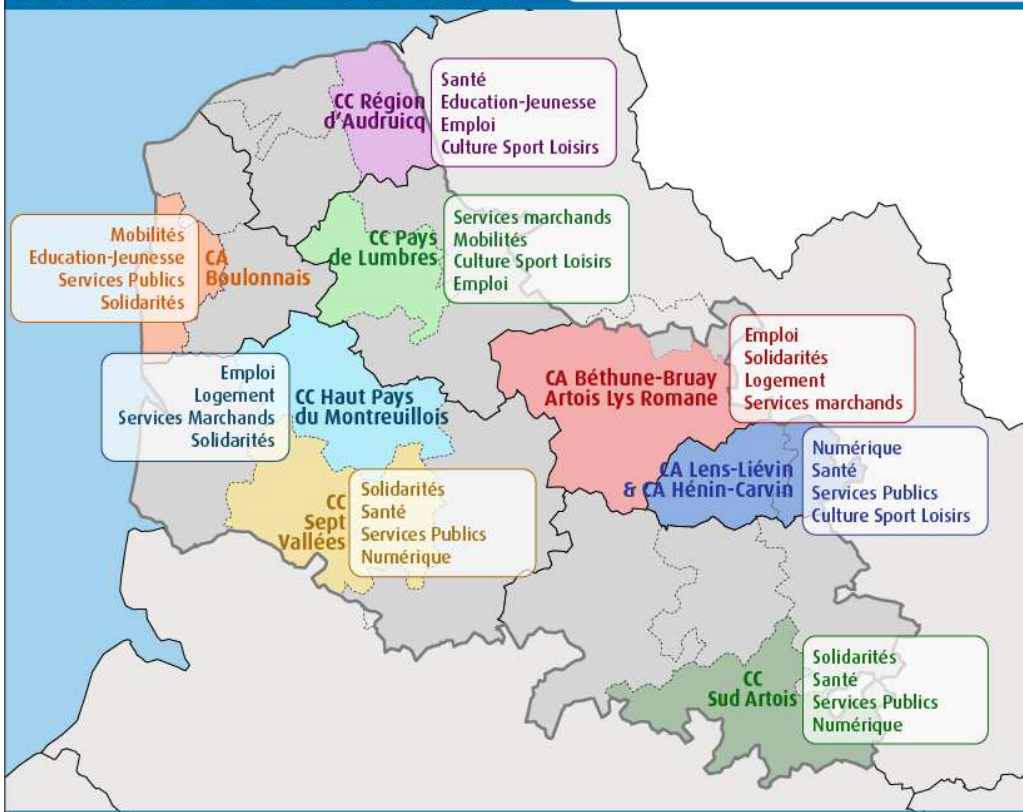 CC Région
d'Audruicq
Santé
Education-Jeunesse
Emploi
Culture Sport Loisirs
CC Pays
de Lumbres
Services marchands
Mobilités
Culture Sport Loisirs
Emploi
Mobilités
Education-Jeunesse
Services Publics
Solidarités
CA
Boulonnais
Emploi
Logement
Services Marchands
Solidarités
CC Haut Pays
du Montreuillois
CA Béthune-Bruay
Artois Lys Romane
Emploi
Solidarités
Logement
Services marchands
CA Lens-Liévin
& CA Hénin-Carvin
Numérique
Santé
Services Publics
Culture Sport Loisirs
CC
Sept
Vallées
Solidarités
Santé
Services Publics
Numérique
CC
Sud Artois
Solidarités
Santé
Services Publics
Numérique